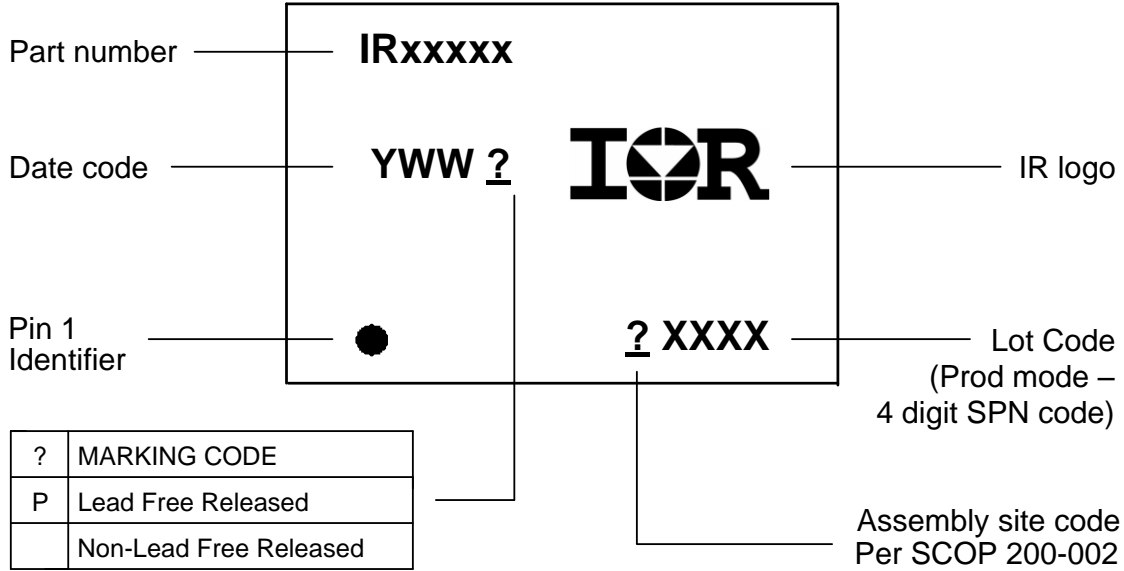 Part number
IRxxxxx
Date code
YWW ?
IOR
IR logo
Pin 1
Identifier
? XXXX
Lot Code
(Prod mode –
4 digit SPN code)
? MARKING CODE
P Lead Free Released
Non-Lead Free Released
Assembly site code
Per SCOP 200-002